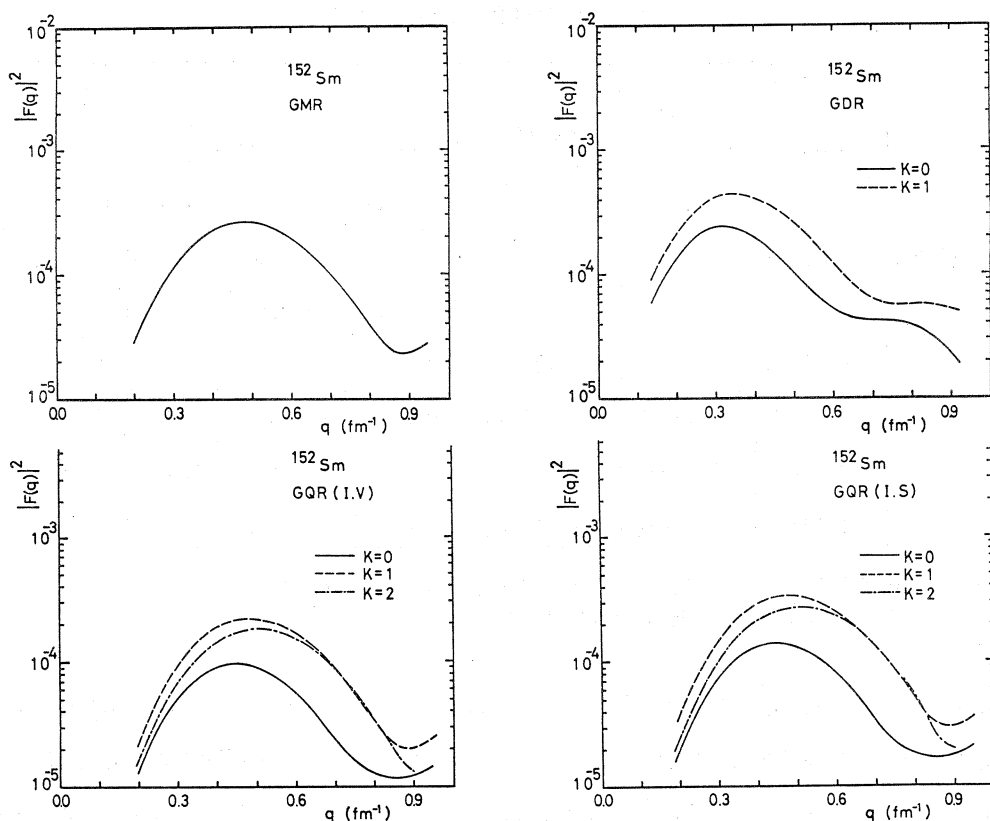 10⁻²
|F(q)|²
¹⁵²Sm
GMR
10⁻³
10⁻⁴
10⁻⁵
0.0 0.3 0.6 0.9
q (fm⁻¹)
10⁻²
|F(q)|²
¹⁵²Sm
GDR
10⁻³
K=0
K=1
10⁻⁴
10⁻⁵
0.0 0.3 0.6 0.9
q (fm⁻¹)
|F(q)|²
¹⁵²Sm
GQR (I.V)
10⁻³
K=0
K=1
K=2
10⁻⁴
10⁻⁵
0.0 0.3 0.6 0.9
q (fm⁻¹)
|F(q)|²
¹⁵²Sm
GQR (I.S)
10⁻³
K=0
K=1
K=2
10⁻⁴
10⁻⁵
0.0 0.3 0.6 0.9
q (fm⁻¹)